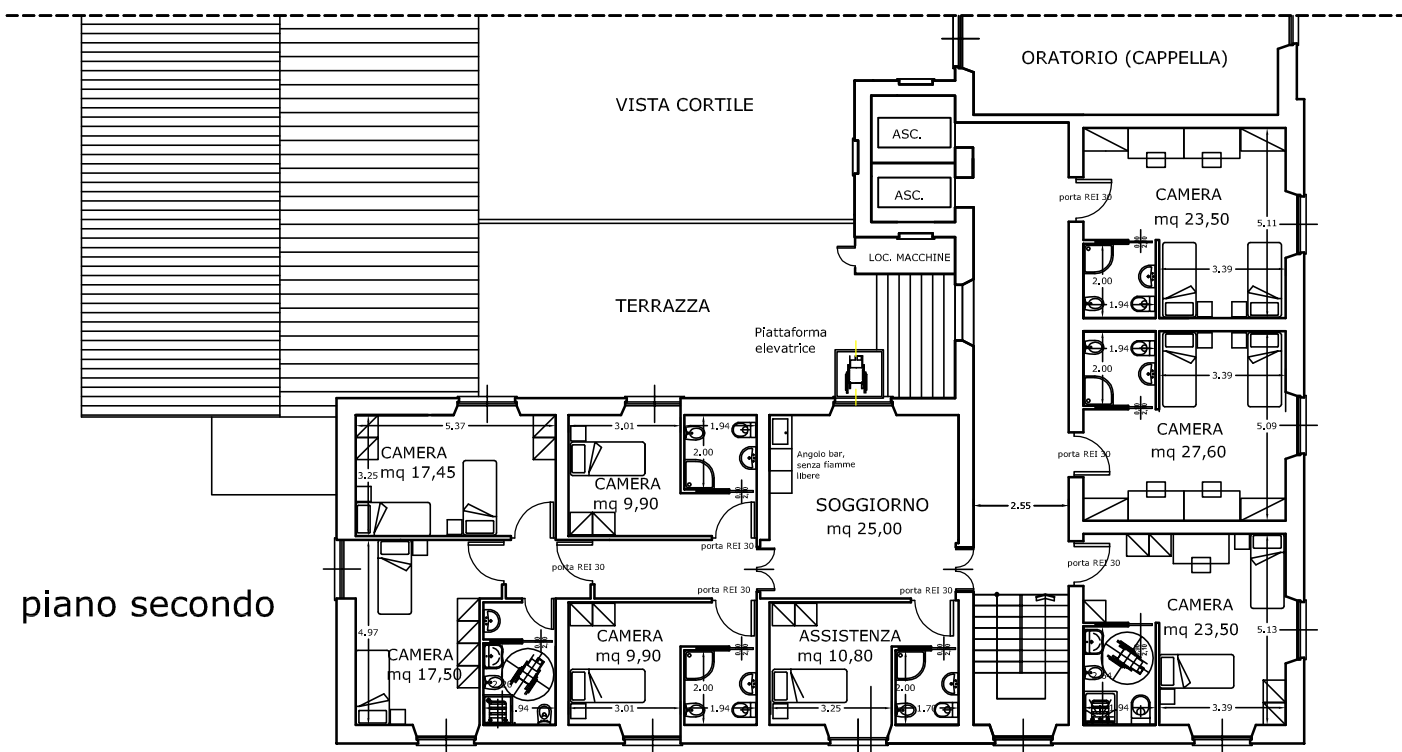 ORATORIO (CAPPELLA)
VISTA CORTILE
ASC.
ASC.
CAMERA
mq 23,50
porta REI 30
5.11
3.39
2.00
1.94
LOC. MACCHINE
TERRAZZA
Piattaforma
elevatrice
1.94
2.00
3.39
CAMERA
mq 27,60
5.09
porta REI 30
5.37
CAMERA
mq 17,45
3.25
3.01
CAMERA
mq 9,90
1.94
2.00
Angolo bar,
senza fiamme
libere
SOGGIORNO
mq 25,00
2.55
porta REI 30
porta REI 30
porta REI 30
porta REI 30
porta REI 30
piano secondo
4.97
CAMERA
mq 17,50
CAMERA
mq 9,90
3.01
2.00
1.94
ASSISTENZA
mq 10,80
3.25
2.00
1.70
CAMERA
mq 23,50
5.13
3.39
1.94